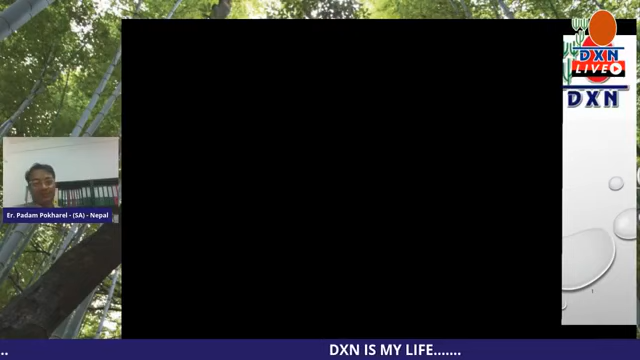 DXN
LIVE
DXN
Er. Padam Pokharel - (SA) - Nepal
..
DXN IS MY LIFE.......